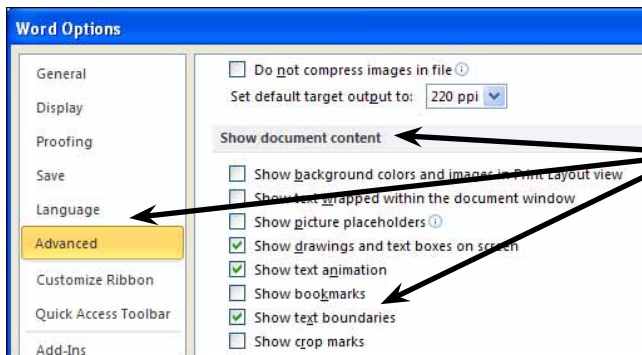 Word Options
General
Display
Proofing
Save
Language
Advanced
Customize Ribbon
Quick Access Toolbar
Add-Ins
Do not compress images in file
Set default target output to: 220 ppi
Show document content
Show background colors and images in Print Layout view
Show text wrapped within the document window
Show picture placeholders
Show drawings and text boxes on screen
Show text animation
Show bookmarks
Show text boundaries
Show crop marks